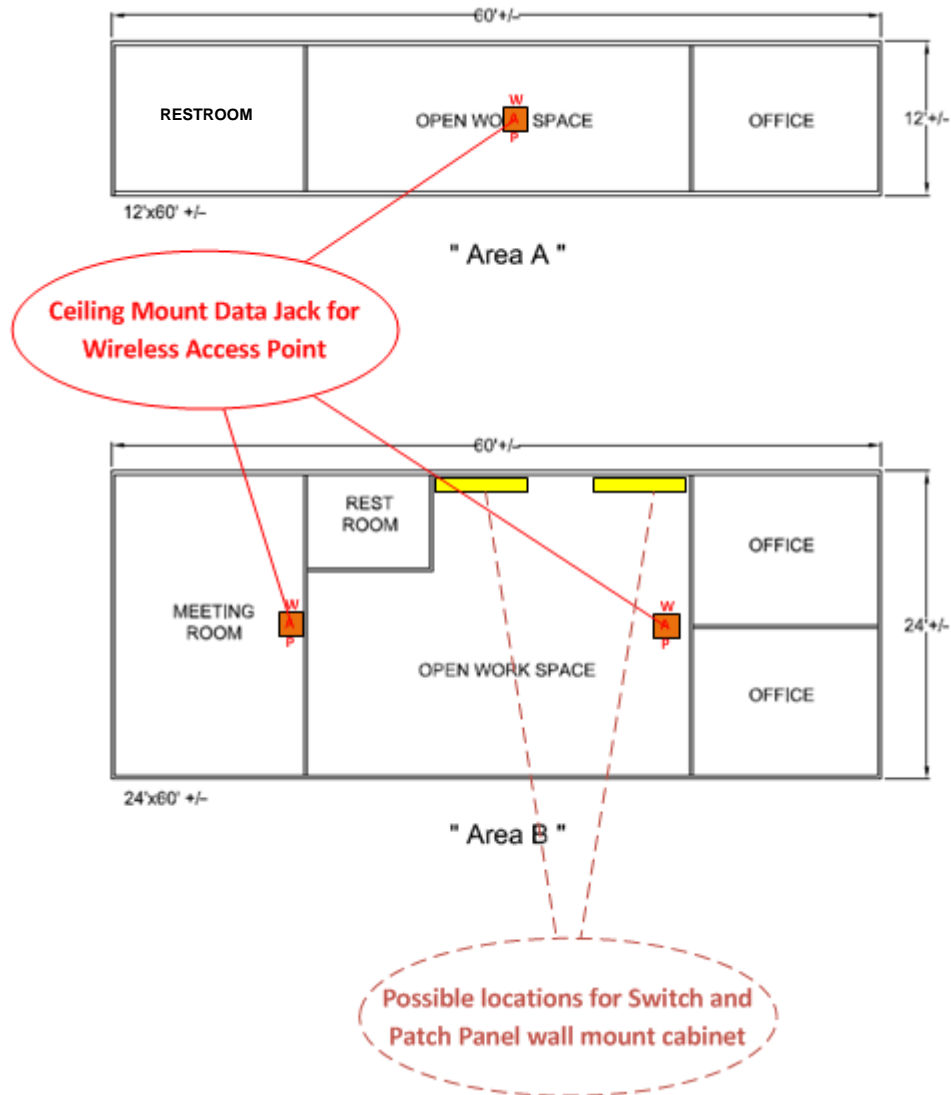 60'+/-
RESTROOM
W
A
P
OPEN WORK SPACE
OFFICE
12'+/-
12'x60' +/-
" Area A "
Ceiling Mount Data Jack for
Wireless Access Point
60'+/-
REST
ROOM
OFFICE
MEETING
ROOM
W
A
P
W
A
P
24'+/-
OPEN WORK SPACE
OFFICE
24'x60' +/-
" Area B "
Possible locations for Switch and
Patch Panel wall mount cabinet